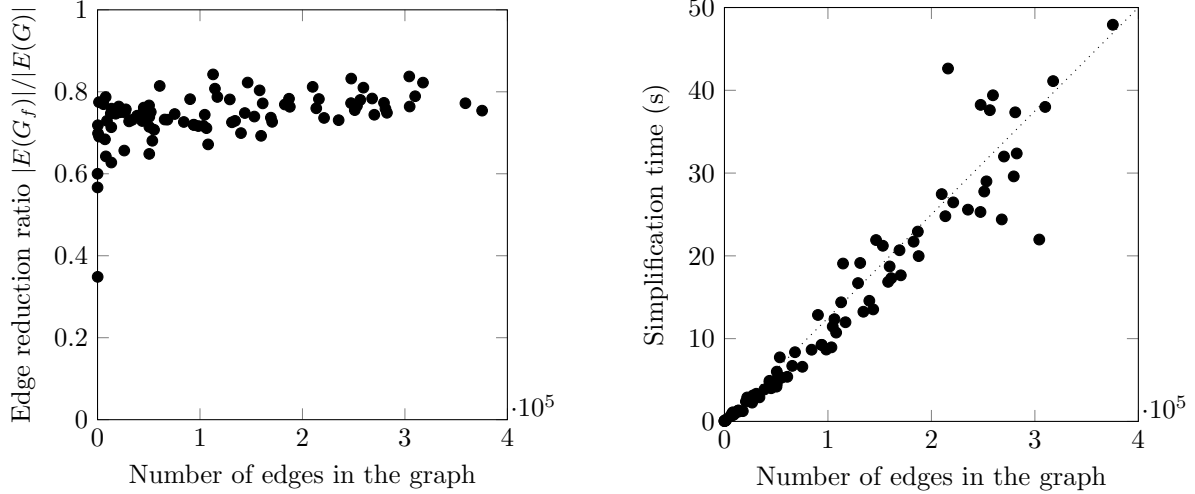 Edge reduction ratio |E(G_f)|/|E(G)|
1
0.8
0.6
0.4
0.2
0
0 1 2 3 4
·10^5
Number of edges in the graph
Simplification time (s)
50
40
30
20
10
0
0 1 2 3 4
·10^5
Number of edges in the graph